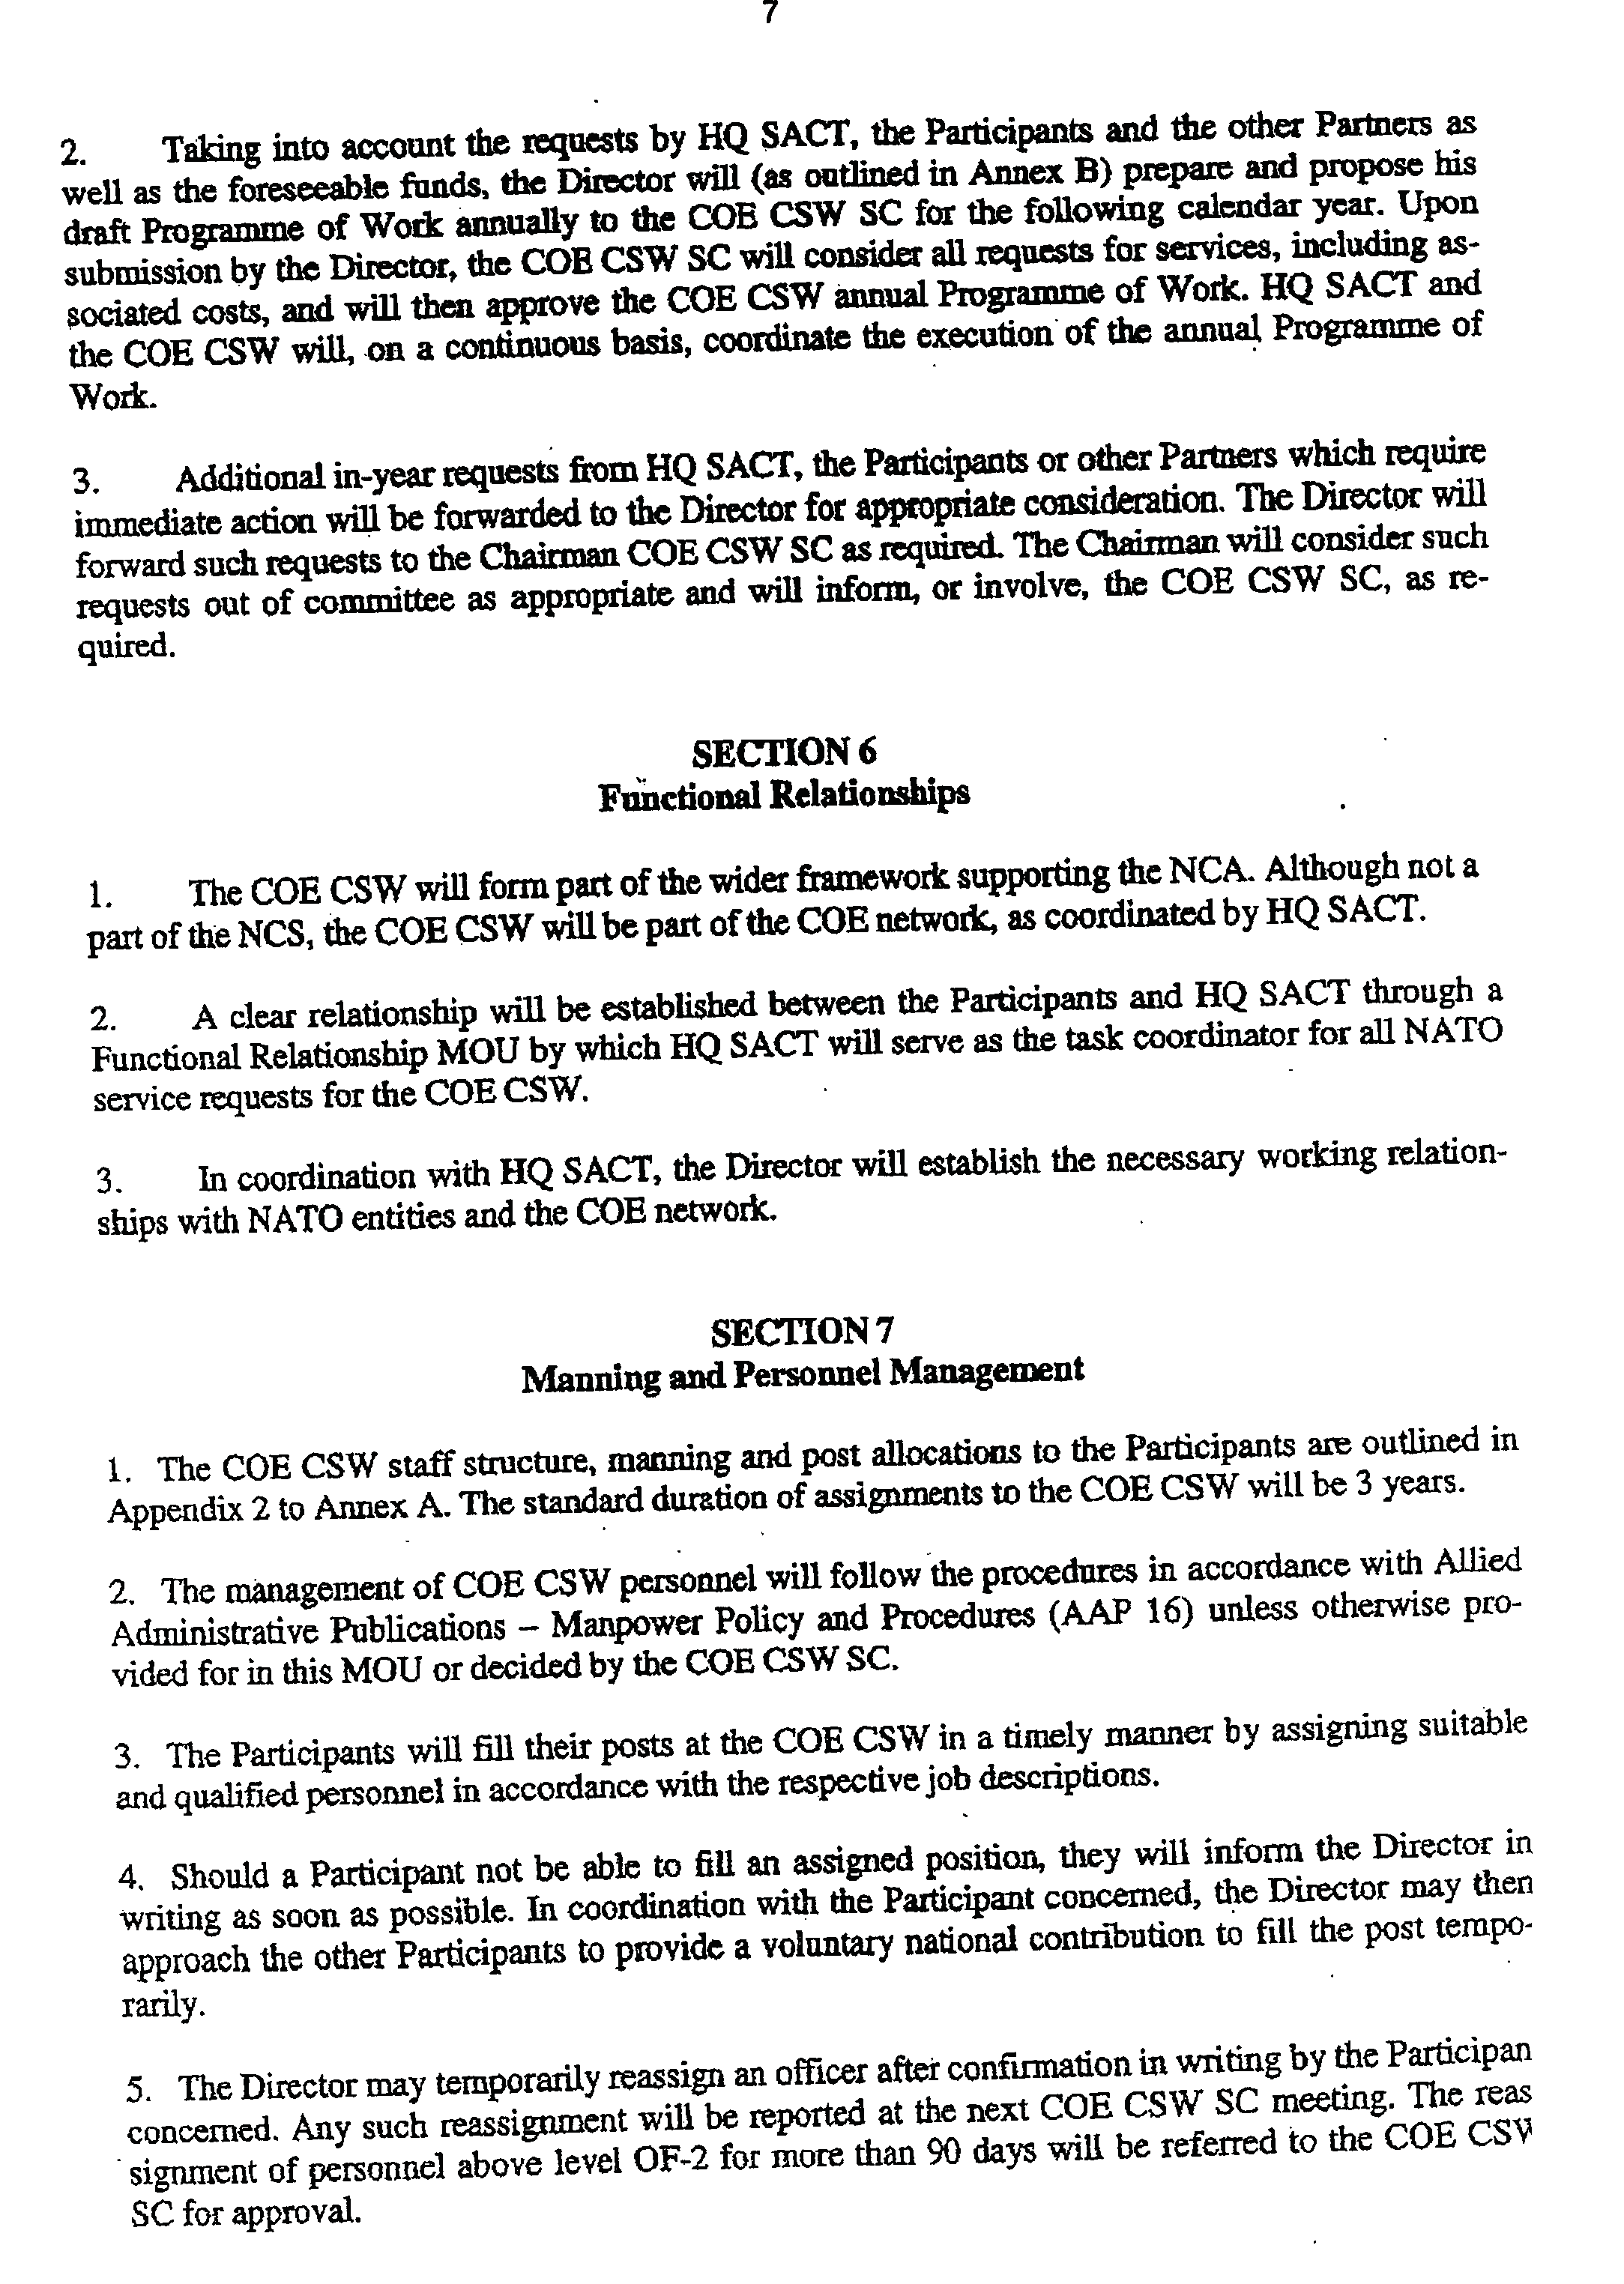 7
2. Taking into account the requests by HQ SACT, the Participants and the other Partners as
well as the foreseeable funds, the Director will (as outlined in Annex B) prepare and propose his
draft Programme of Work annually to the COE CSW SC for the following calendar year. Upon
submission by the Director, the COE CSW SC will consider all requests for services, including as-
sociated costs, and will then approve the COE CSW annual Programme of Work. HQ SACT and
the COE CSW will, on a continuous basis, coordinate the execution of the annual Programme of
Work.
3. Additional in-year requests from HQ SACT, the Participants or other Partners which require
immediate action will be forwarded to the Director for appropriate consideration. The Director will
forward such requests to the Chairman COE CSW SC as required. The Chairman will consider such
requests out of committee as appropriate and will inform, or involve, the COE CSW SC, as re-
quired.
SECTION 6
Functional Relationships
1. The COE CSW will form part of the wider framework supporting the NCA. Although not a
part of the NCS, the COE CSW will be part of the COE network, as coordinated by HQ SACT.
2. A clear relationship will be established between the Participants and HQ SACT through a
Functional Relationship MOU by which HQ SACT will serve as the task coordinator for all NATO
service requests for the COE CSW.
3. In coordination with HQ SACT, the Director will establish the necessary working relation-
ships with NATO entities and the COE network.
SECTION 7
Manning and Personnel Management
1. The COE CSW staff structure, manning and post allocations to the Participants are outlined in
Appendix 2 to Annex A. The standard duration of assignments to the COE CSW will be 3 years.
2. The management of COE CSW personnel will follow the procedures in accordance with Allied
Administrative Publications – Manpower Policy and Procedures (AAP 16) unless otherwise pro-
vided for in this MOU or decided by the COE CSW SC.
3. The Participants will fill their posts at the COE CSW in a timely manner by assigning suitable
and qualified personnel in accordance with the respective job descriptions.
4. Should a Participant not be able to fill an assigned position, they will inform the Director in
writing as soon as possible. In coordination with the Participant concerned, the Director may then
approach the other Participants to provide a voluntary national contribution to fill the post tempo-
rarily.
5. The Director may temporarily reassign an officer after confirmation in writing by the Participan
concerned. Any such reassignment will be reported at the next COE CSW SC meeting. The reas
signment of personnel above level OF-2 for more than 90 days will be referred to the COE CSW
SC for approval.